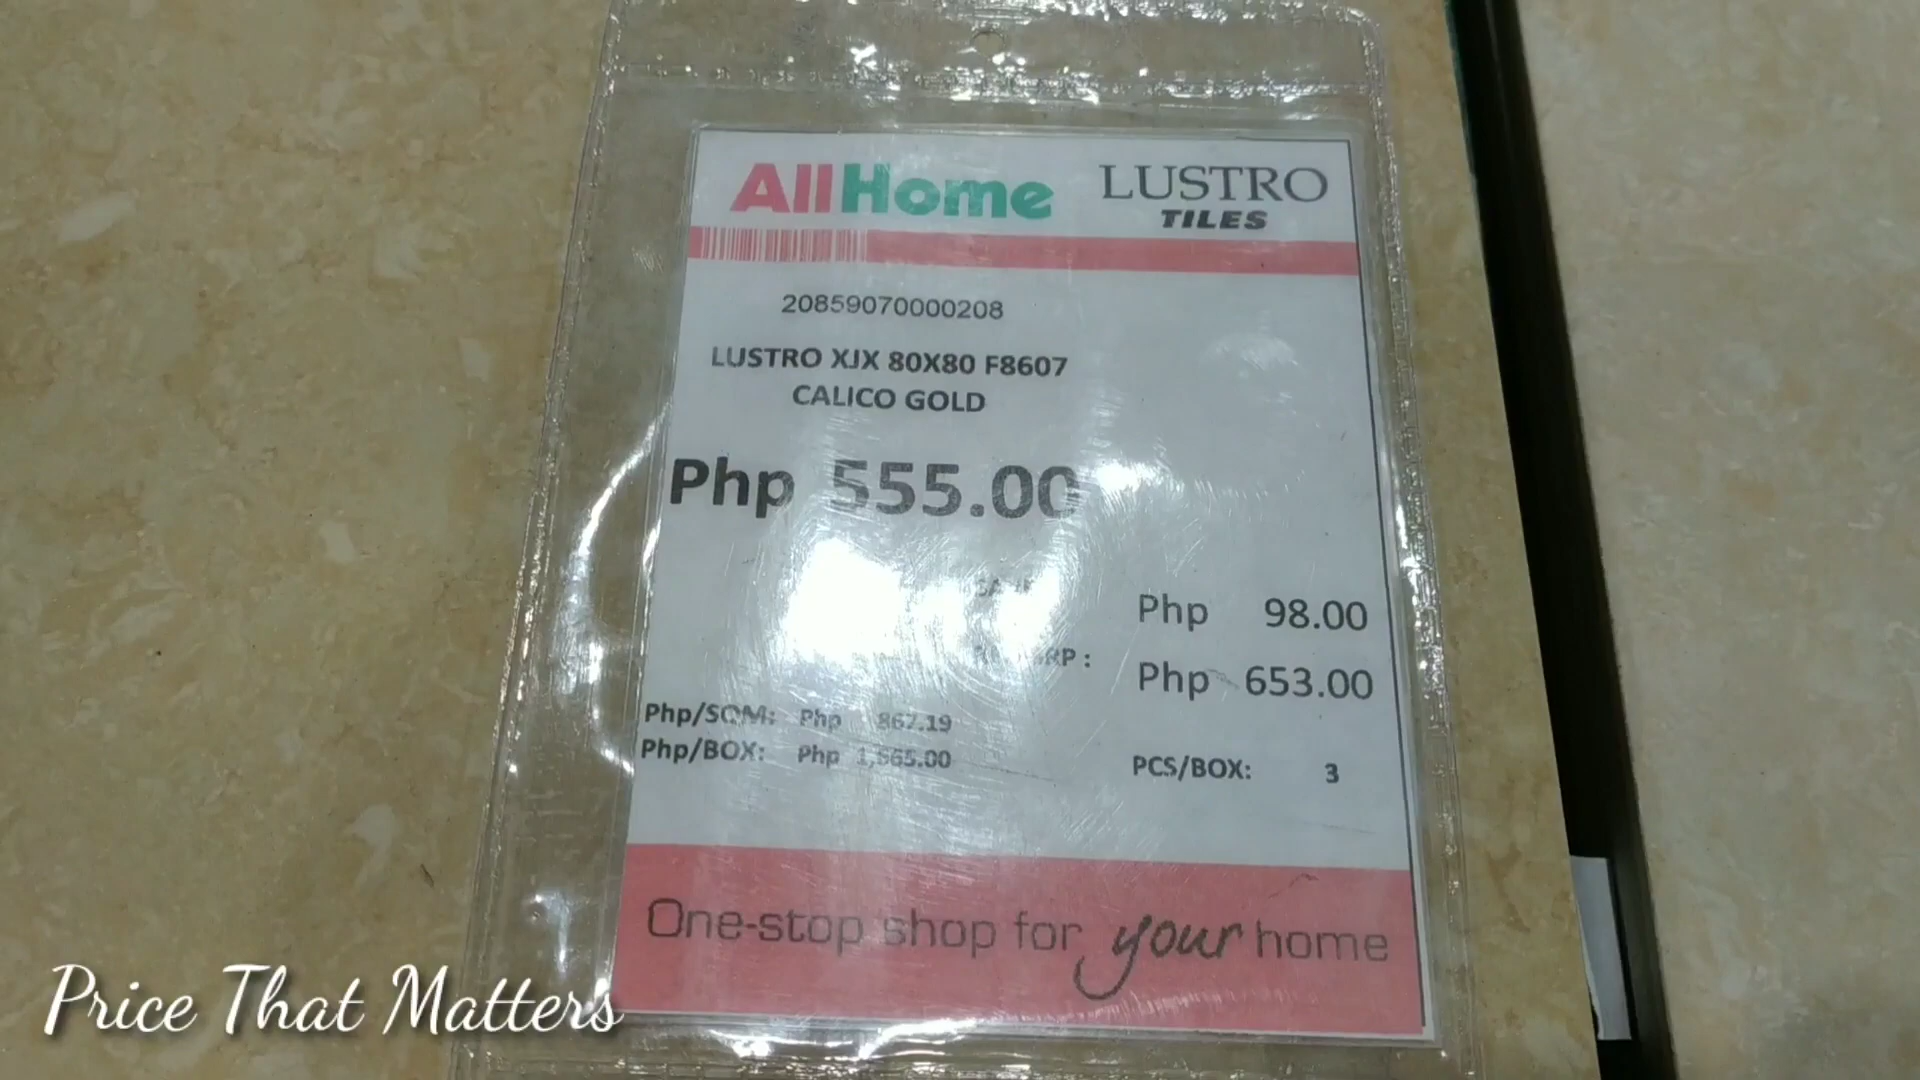 AllHome LUSTRO TILES
20859070000208
LUSTRO XJX 80X80 F8607
CALICO GOLD
Php 555.00
Php 98.00
Php 653.00
Php/SQM: Php 867.19
Php/BOX: Php 1,665.00 PCS/BOX: 3
One-stop shop for your home
Price That Matters